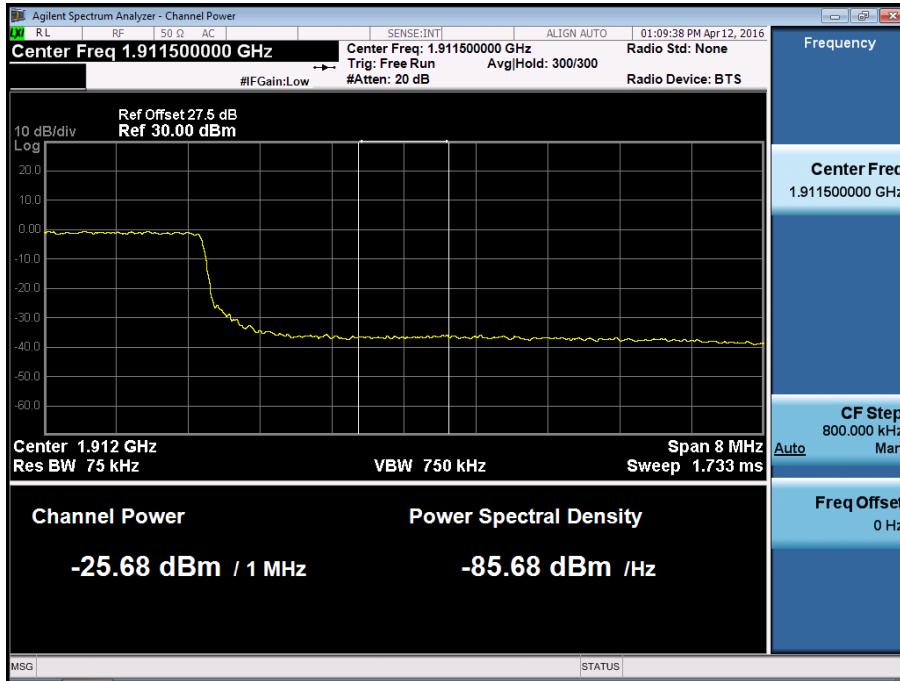 Agilent Spectrum Analyzer - Channel Power
LXI RL RF 50 Ω AC SENSE:INT ALIGN AUTO 01:09:38 PM Apr 12, 2016
Center Freq 1.911500000 GHz
Center Freq: 1.911500000 GHz Radio Std: None
Trig: Free Run Avg|Hold: 300/300
#IFGain:Low #Atten: 20 dB Radio Device: BTS
Ref Offset 27.5 dB
10 dB/div Ref 30.00 dBm
Log
20.0
10.0
0.00
-10.0
-20.0
-30.0
-40.0
-50.0
-60.0
Center 1.912 GHz Span 8 MHz
Res BW 75 kHz VBW 750 kHz Sweep 1.733 ms
Channel Power Power Spectral Density
-25.68 dBm / 1 MHz -85.68 dBm /Hz
MSG STATUS
Frequency
Center Freq
1.911500000 GHz
CF Step
800.000 kHz
Auto Man
Freq Offset
0 Hz